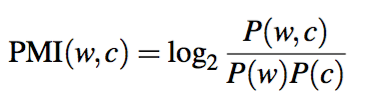 PMI(w,c) = log₂ P(w,c) / P(w)P(c)